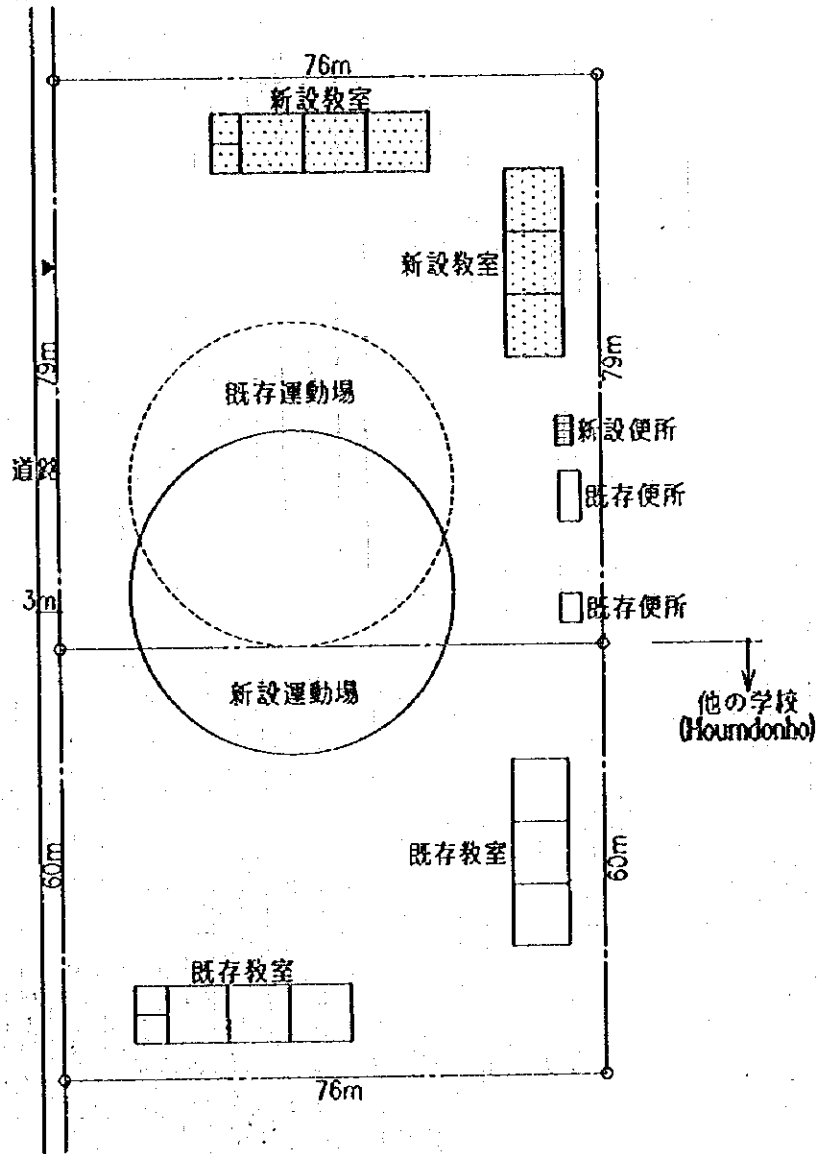 76m
新設教室
新設教室
79m
79m
既存運動場
新設便所
道路
既存便所
3m
既存便所
新設運動場
他の学校
(Houmdonho)
既存教室
60m
60m
既存教室
76m